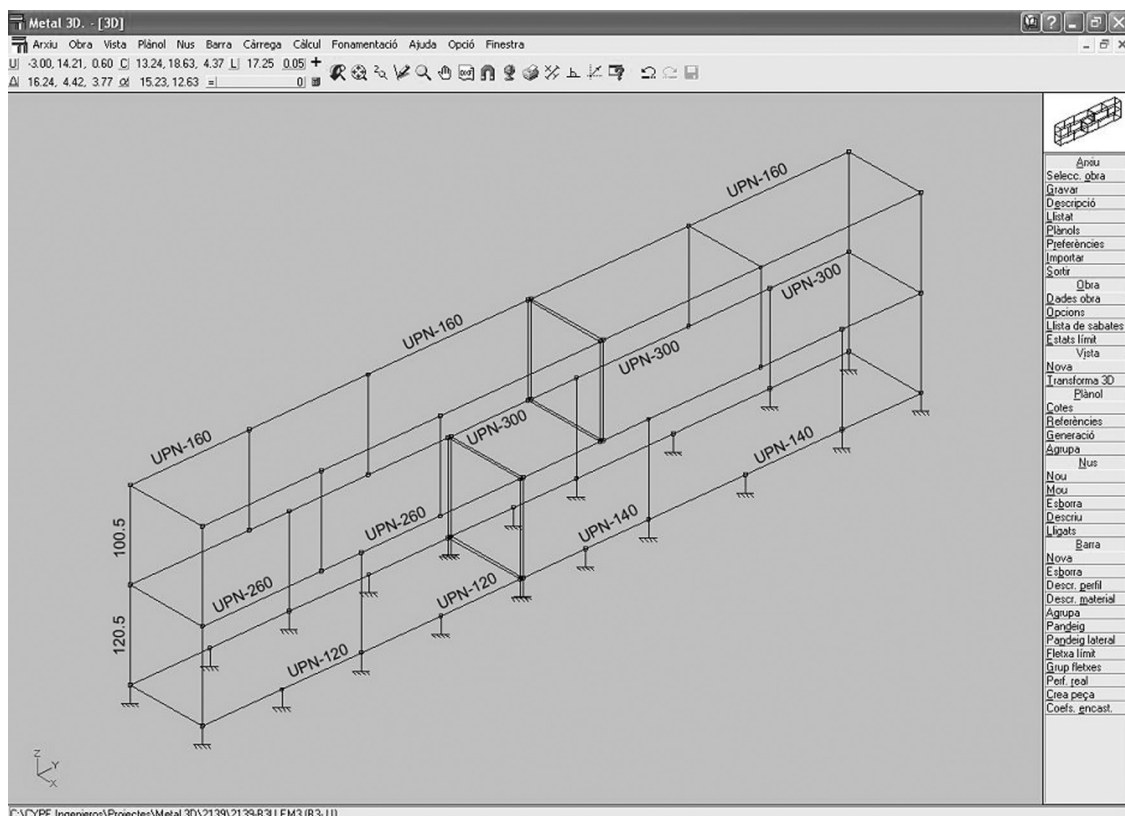 Metal 3D. - [3D]
Arxiu Obra Vista Plànol Nus Barra Càrrega Càlcul Fonamentació Ajuda Opció Finestra
U -3.00, 14.21, 0.60 C 13.24, 18.63, 4.37 L 17.25 0.05
Δ 16.24, 4.42, 3.77 α 15.23, 12.63 = 0
UPN-160
UPN-300
UPN-160
UPN-300
UPN-160
UPN-300
UPN-140
100.5
UPN-260
UPN-140
UPN-260
UPN-120
120.5
UPN-120
Z
Y
X
Arxiu
Selecc. obra
Gravar
Descripció
Llistat
Plànols
Preferències
Importar
Sortir
Obra
Dades obra
Opcions
Llista de sabates
Estats límit
Vista
Nova
Transforma 3D
Plànol
Cotes
Referències
Generació
Agrupa
Nus
Nou
Mou
Esborra
Descriu
Lligats
Barra
Nova
Esborra
Descr. perfil
Descr. material
Agrupa
Pandeig
Pandeig lateral
Fletxa límit
Grup fletxes
Perf. real
Crea peça
Coefs. encast.
C:\CYPE Ingenieros\Projectes\Metal 3D\2139\